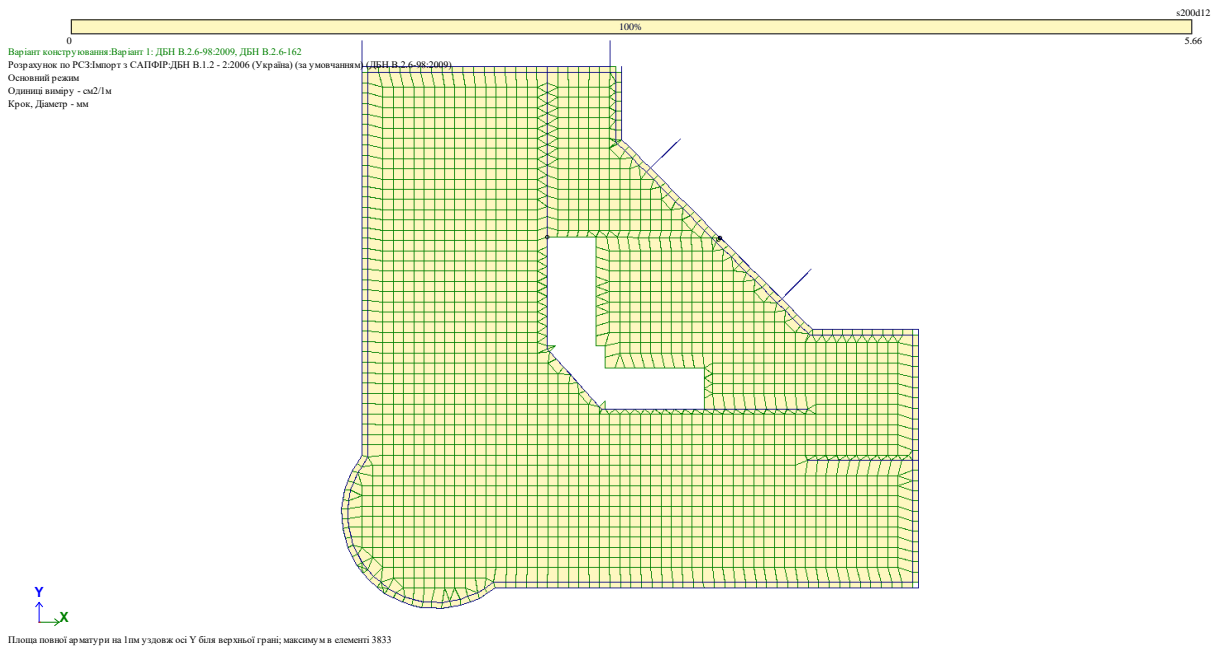 s200d12
100%
0
5.66
Варіант конструювання:Варіант 1: ДБН В.2.6-98:2009, ДБН В.2.6-162
Розрахунок по РСЗ:Імпорт з САПФІР:ДБН В.1.2 - 2:2006 (Україна) (за умовчанням) (ДБН В.2.6-98:2009)
Основний режим
Одиниці виміру - см2/1м
Крок, Діаметр - мм
Y
X
Площа повної арматури на 1пм уздовж осі Y біля верхньої грані; максимум в елементі 3833